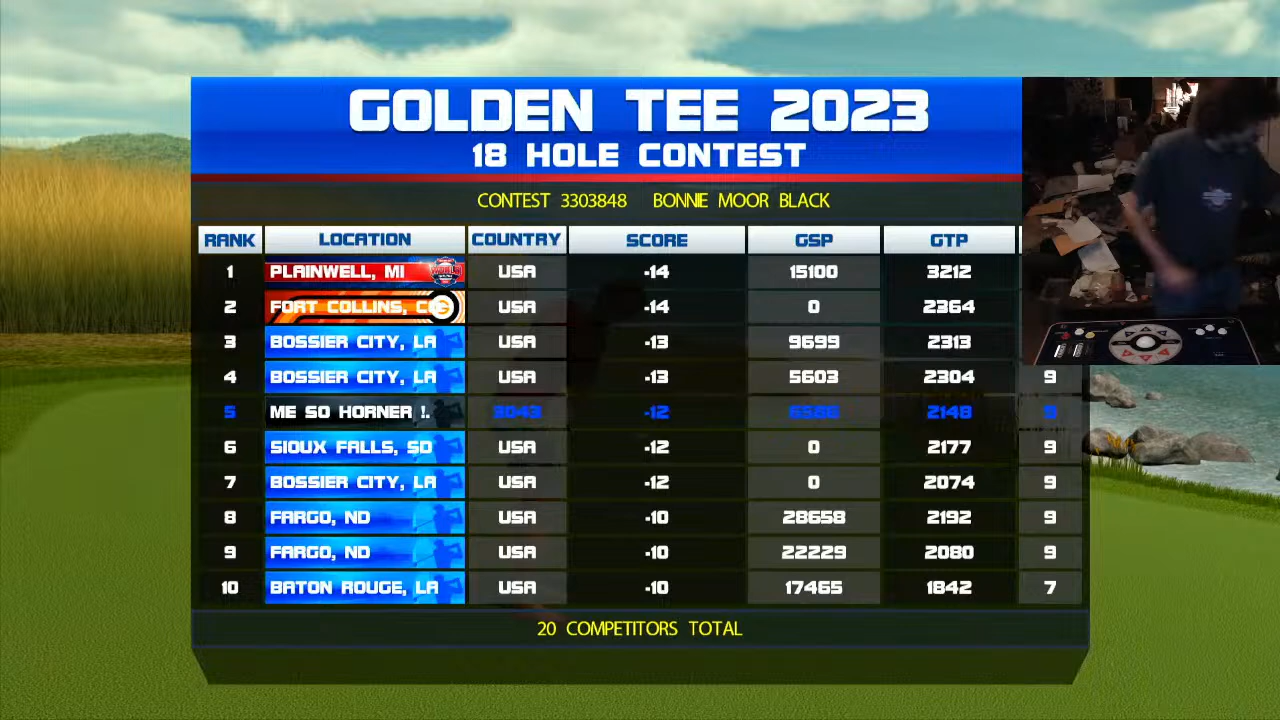 GOLDEN TEE 2023
18 HOLE CONTEST
CONTEST 3303848 BONNIE MOOR BLACK
RANK LOCATION COUNTRY SCORE GSP GTP
1 PLAINWELL, MI USA -14 15100 3212
2 FORT COLLINS, C USA -14 0 2364
3 BOSSIER CITY, LA USA -13 9699 2313
4 BOSSIER CITY, LA USA -13 5603 2304 9
5 ME SO HORNER !. -12 2148 9
6 SIOUX FALLS, SD USA -12 0 2177 9
7 BOSSIER CITY, LA USA -12 0 2074 9
8 FARGO, ND USA -10 28658 2192 9
9 FARGO, ND USA -10 22229 2080 9
10 BATON ROUGE, LA USA -10 17465 1842 7
20 COMPETITORS TOTAL